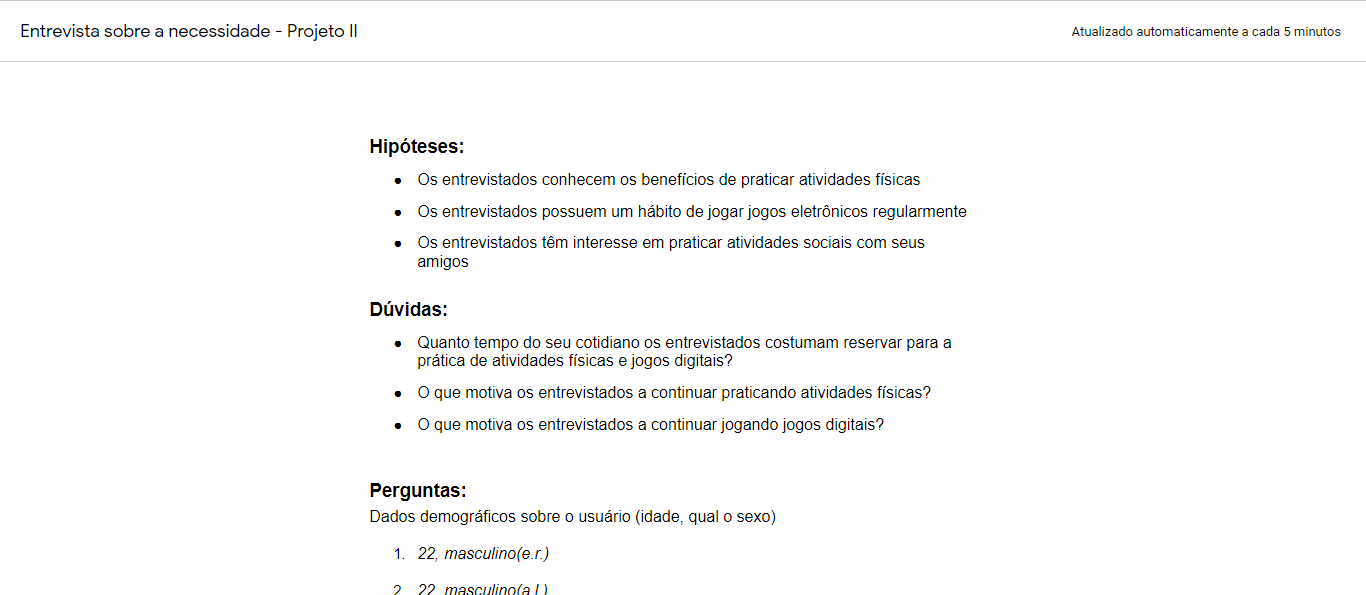 Entrevista sobre a necessidade - Projeto II
Atualizado automaticamente a cada 5 minutos
Hipóteses:
● Os entrevistados conhecem os benefícios de praticar atividades físicas
● Os entrevistados possuem um hábito de jogar jogos eletrônicos regularmente
● Os entrevistados têm interesse em praticar atividades sociais com seus
amigos
Dúvidas:
● Quanto tempo do seu cotidiano os entrevistados costumam reservar para a
prática de atividades físicas e jogos digitais?
● O que motiva os entrevistados a continuar praticando atividades físicas?
● O que motiva os entrevistados a continuar jogando jogos digitais?
Perguntas:
Dados demográficos sobre o usuário (idade, qual o sexo)
1. 22, masculino(e.r.)
2. 22, masculino(a.l.)